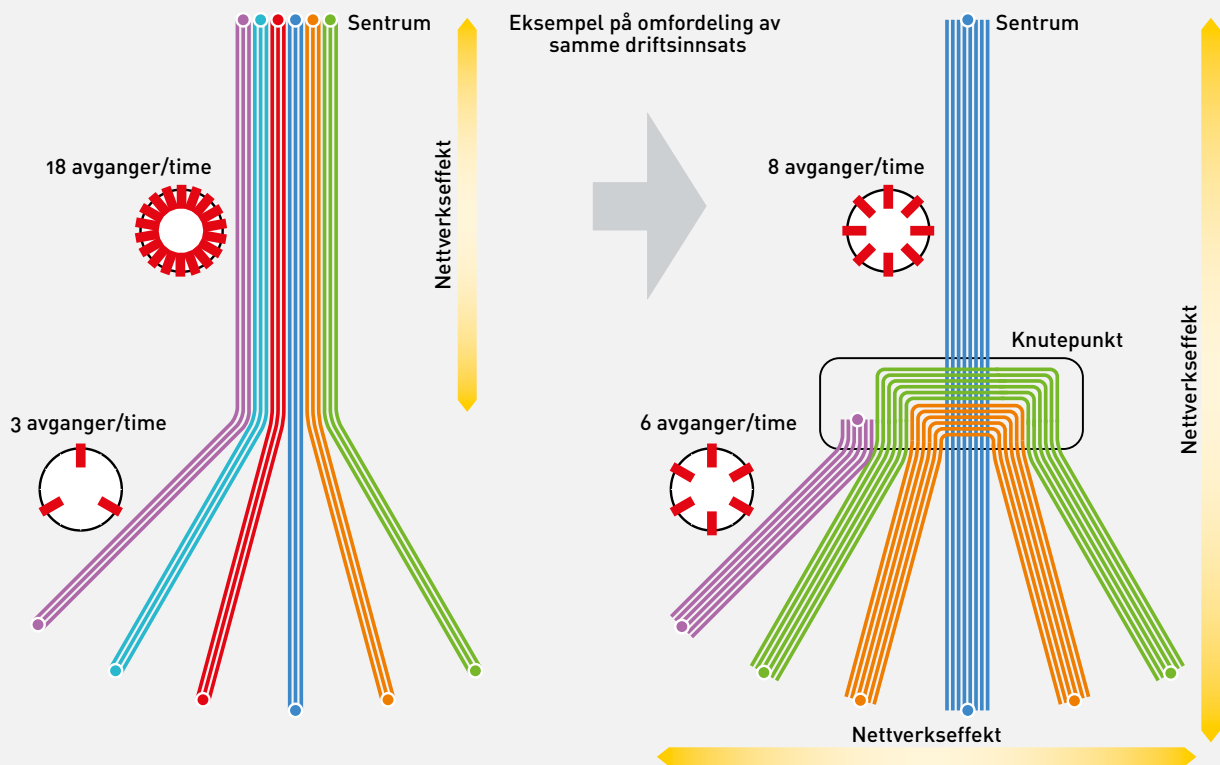 Sentrum
Eksempel på omfordeling av
samme driftsinnsats
Sentrum
18 avganger/time
Nettverkseffekt
8 avganger/time
Nettverkseffekt
Knutepunkt
3 avganger/time
6 avganger/time
Nettverkseffekt